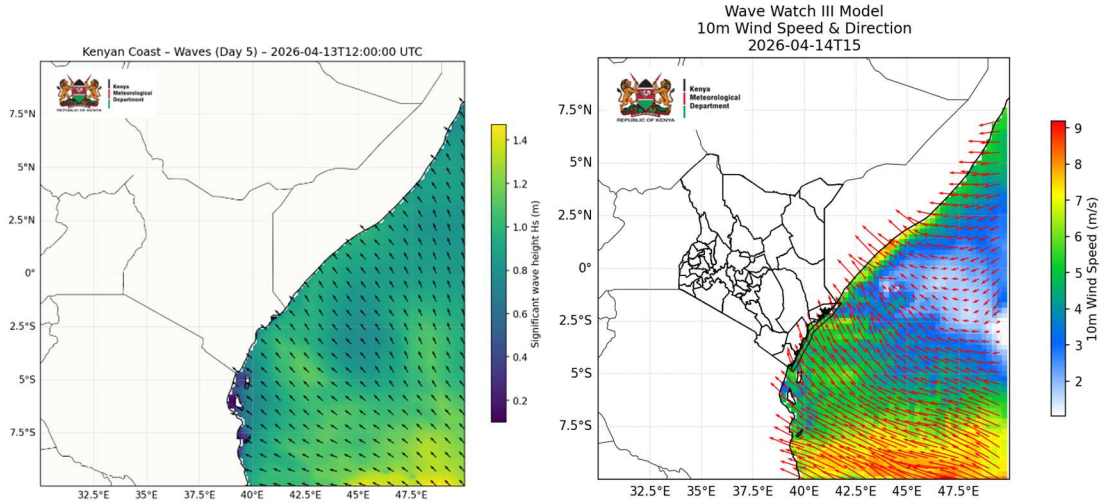 Kenyan Coast – Waves (Day 5) – 2026-04-13T12:00:00 UTC
Kenya
Meteorological
Department
REPUBLIC OF KENYA
7.5°N
5°N
2.5°N
0°
2.5°S
5°S
7.5°S
32.5°E
35°E
37.5°E
40°E
42.5°E
45°E
47.5°E
1.4
1.2
1.0
0.8
0.6
0.4
0.2
Significant wave height Hs (m)
Wave Watch III Model
10m Wind Speed & Direction
2026-04-14T15
Kenya
Meteorological
Department
REPUBLIC OF KENYA
7.5°N
5°N
2.5°N
0°
2.5°S
5°S
7.5°S
32.5°E
35°E
37.5°E
40°E
42.5°E
45°E
47.5°E
9
8
7
6
5
4
3
2
10m Wind Speed (m/s)